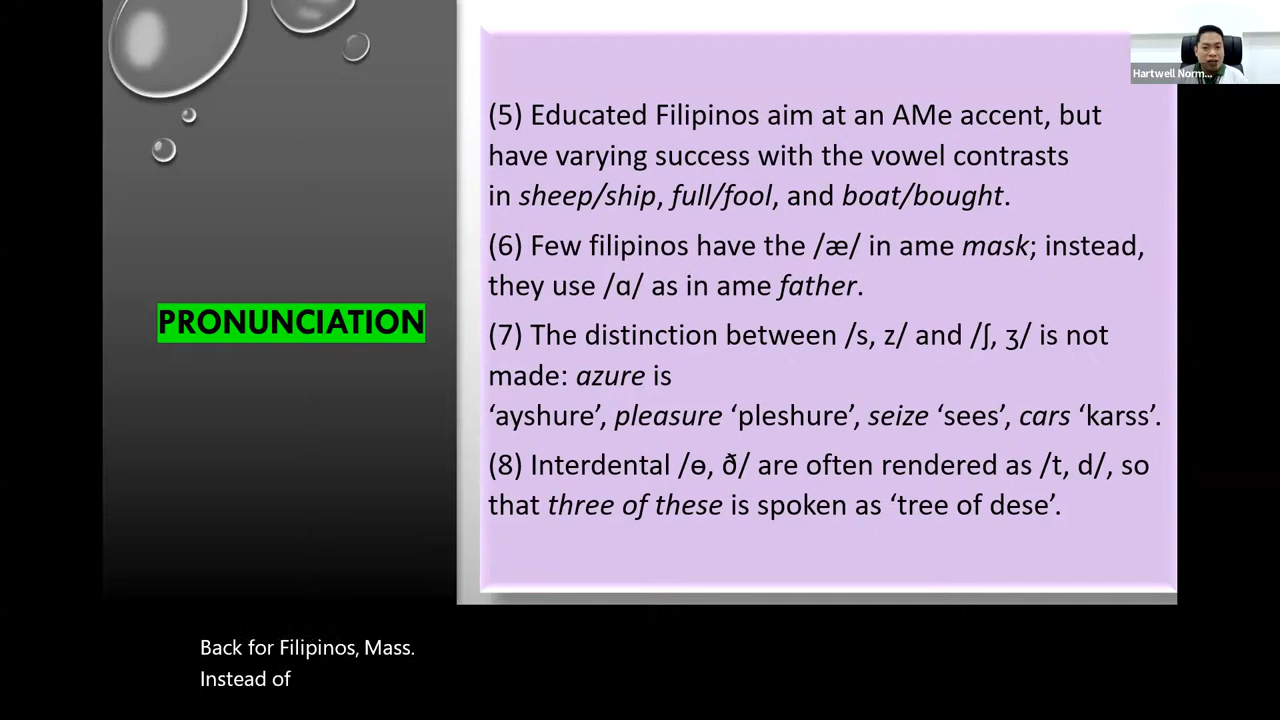 Hartwell Norm...
(5) Educated Filipinos aim at an AMe accent, but
have varying success with the vowel contrasts
in sheep/ship, full/fool, and boat/bought.
(6) Few filipinos have the /æ/ in ame mask; instead,
they use /ɑ/ as in ame father.
PRONUNCIATION
(7) The distinction between /s, z/ and /ʃ, ʒ/ is not
made: azure is
‘ayshure’, pleasure ‘pleshure’, seize ‘sees’, cars ‘karss’.
(8) Interdental /ɵ, ð/ are often rendered as /t, d/, so
that three of these is spoken as ‘tree of dese’.
Back for Filipinos, Mass.
Instead of